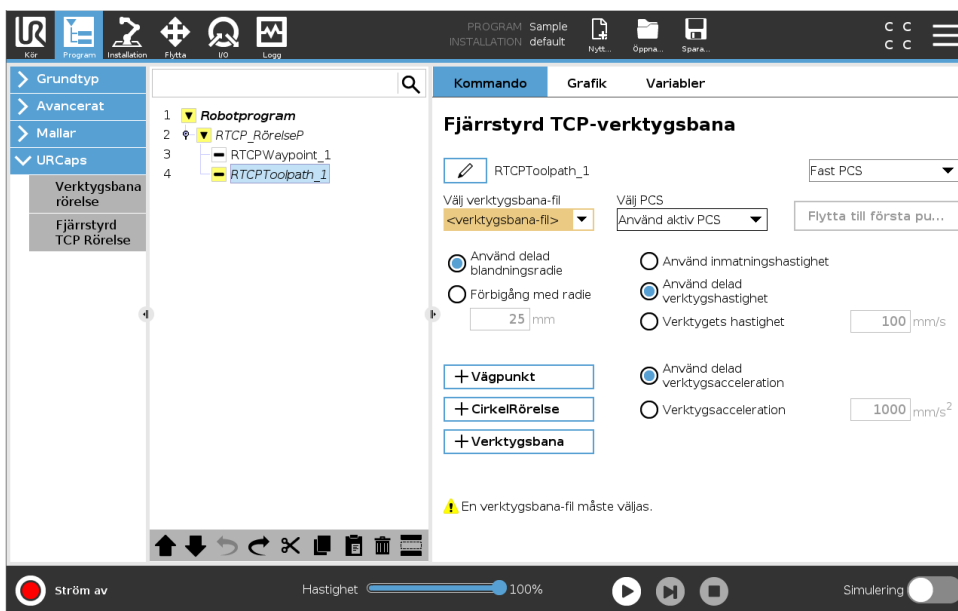 PROGRAM Sample
INSTALLATION default
C C
C C
Kör
Program
Installation
Flytta
I/O
Logg
Nytt...
Öppna...
Spara...
Grundtyp
Avancerat
Mallar
URCaps
Verktygsbana
rörelse
Fjärrstyrd
TCP Rörelse
1 Robotprogram
2 RTCP_RörelseP
3 RTCPWaypoint_1
4 RTCPToolpath_1
Kommando
Grafik
Variabler
Fjärrstyrd TCP-verktygsbana
RTCPToolpath_1
Fast PCS
Välj verktygsbana-fil
Välj PCS
<verktygsbana-fil>
Använd aktiv PCS
Flytta till första pu...
Använd delad
blandningsradie
Förbigång med radie
25 mm
Använd inmatningshastighet
Använd delad
verktygshastighet
Verktygets hastighet
100 mm/s
+ Vägpunkt
+ CirkelRörelse
+ Verktygsbana
Använd delad
verktygsacceleration
Verktygsacceleration
1000 mm/s²
En verktygsbana-fil måste väljas.
Ström av
Hastighet
100%
Simulering